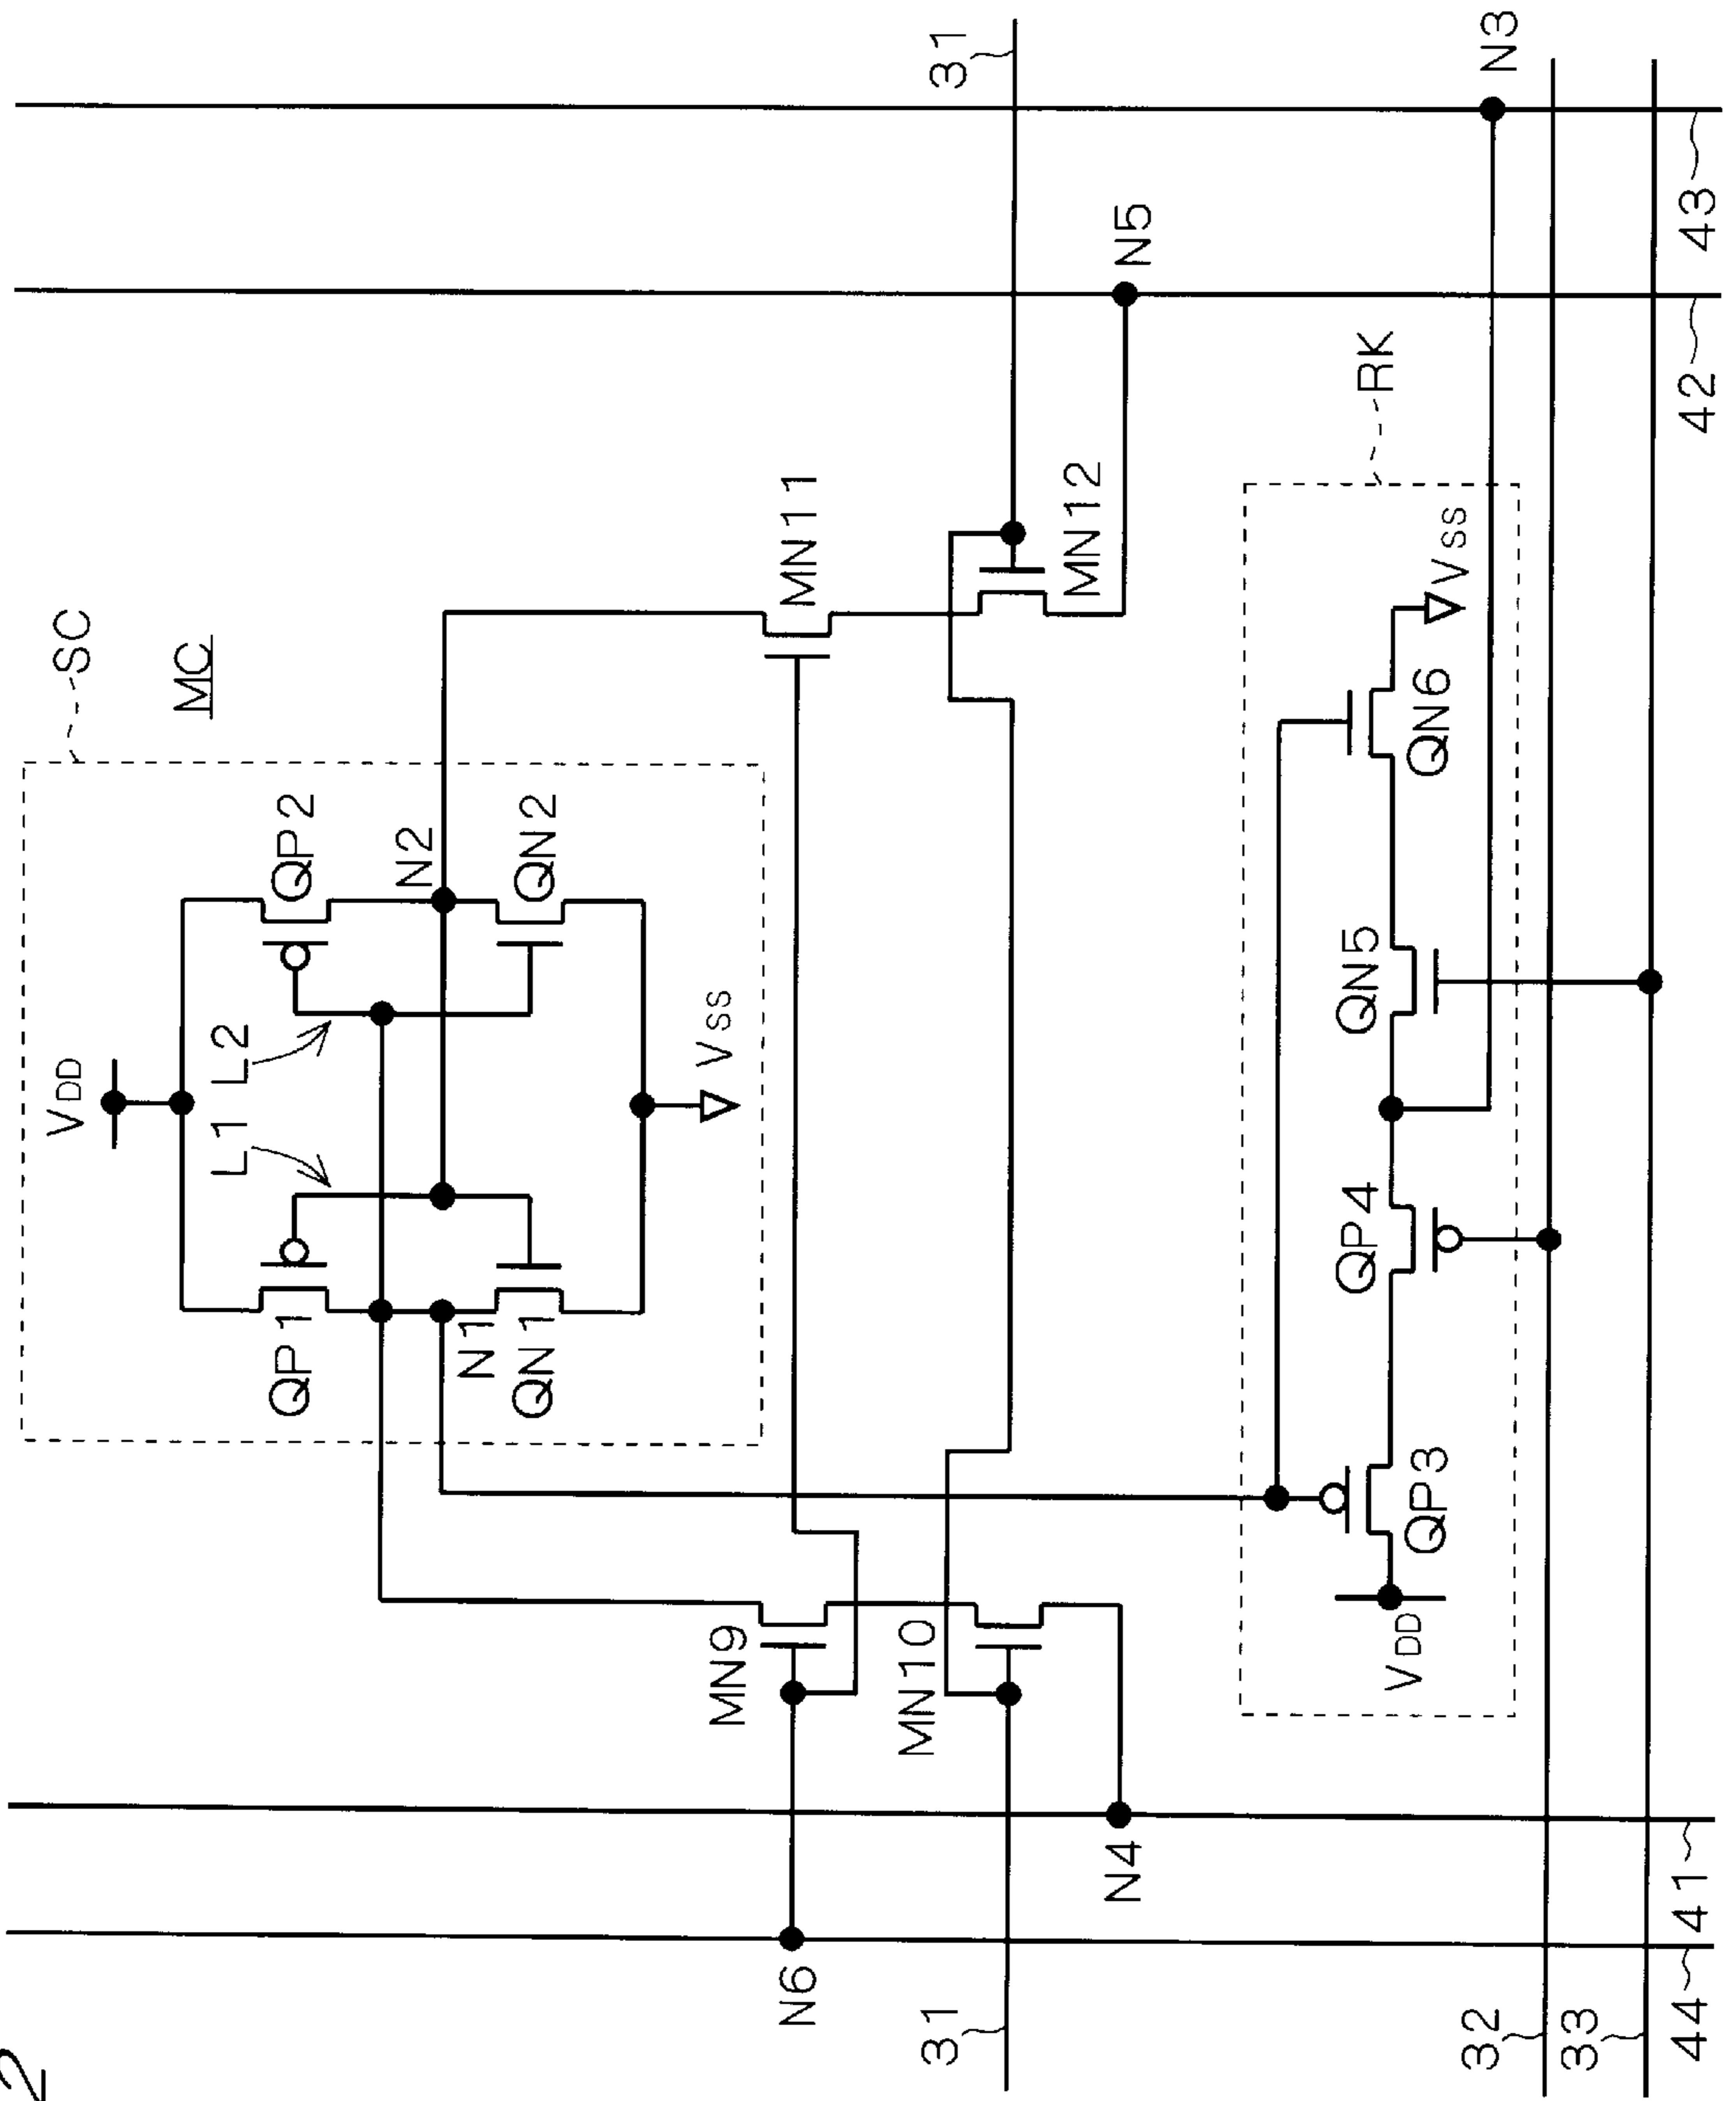 2
SC
MC
VDD
L1
L2
QP1
QP2
N2
N1
QN1
QN2
VSS
MN9
MN11
MN10
MN12
N6
31
31
N4
N5
RK
VDD
QP3
QP4
QN5
QN6
VSS
N3
32
33
44
41
42
43